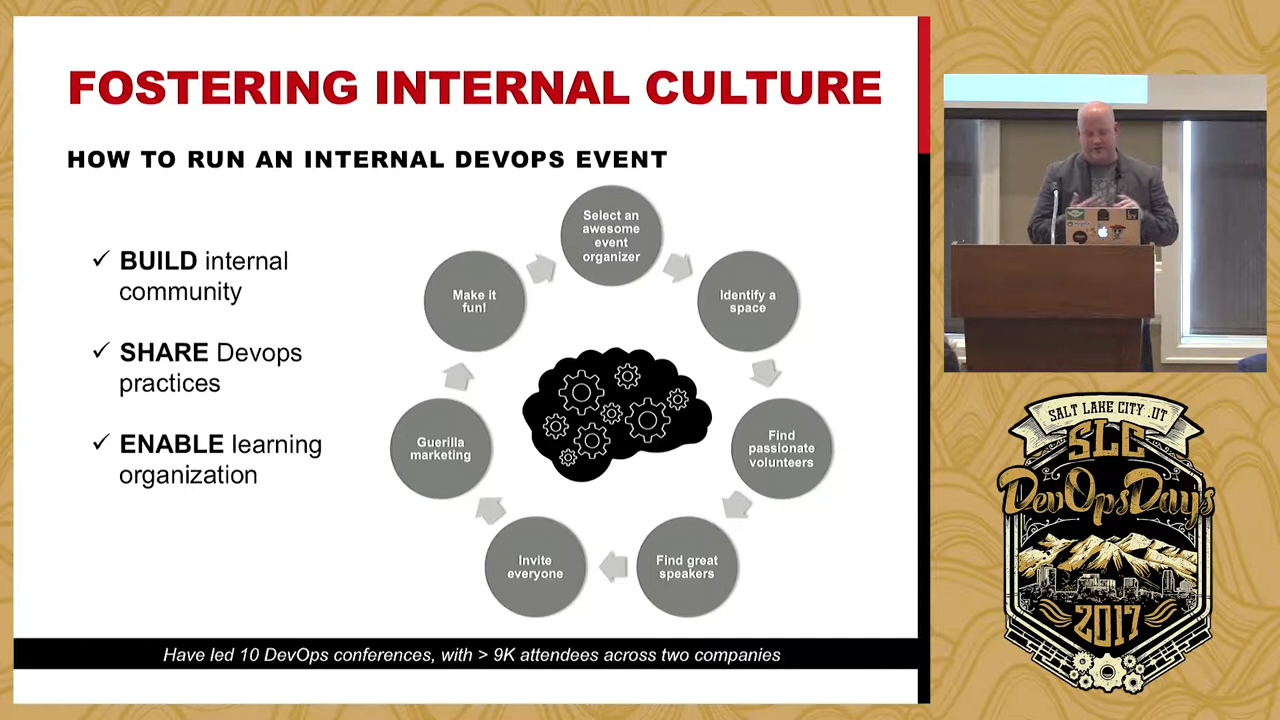 FOSTERING INTERNAL CULTURE
HOW TO RUN AN INTERNAL DEVOPS EVENT
✓ BUILD internal
community
✓ SHARE Devops
practices
✓ ENABLE learning
organization
Select an
awesome
event
organizer
Identify a
space
Find
passionate
volunteers
Find great
speakers
Invite
everyone
Guerilla
marketing
Make it
fun!
Have led 10 DevOps conferences, with > 9K attendees across two companies
SALT LAKE CITY .UT
SLC
DevOpsDays
2017